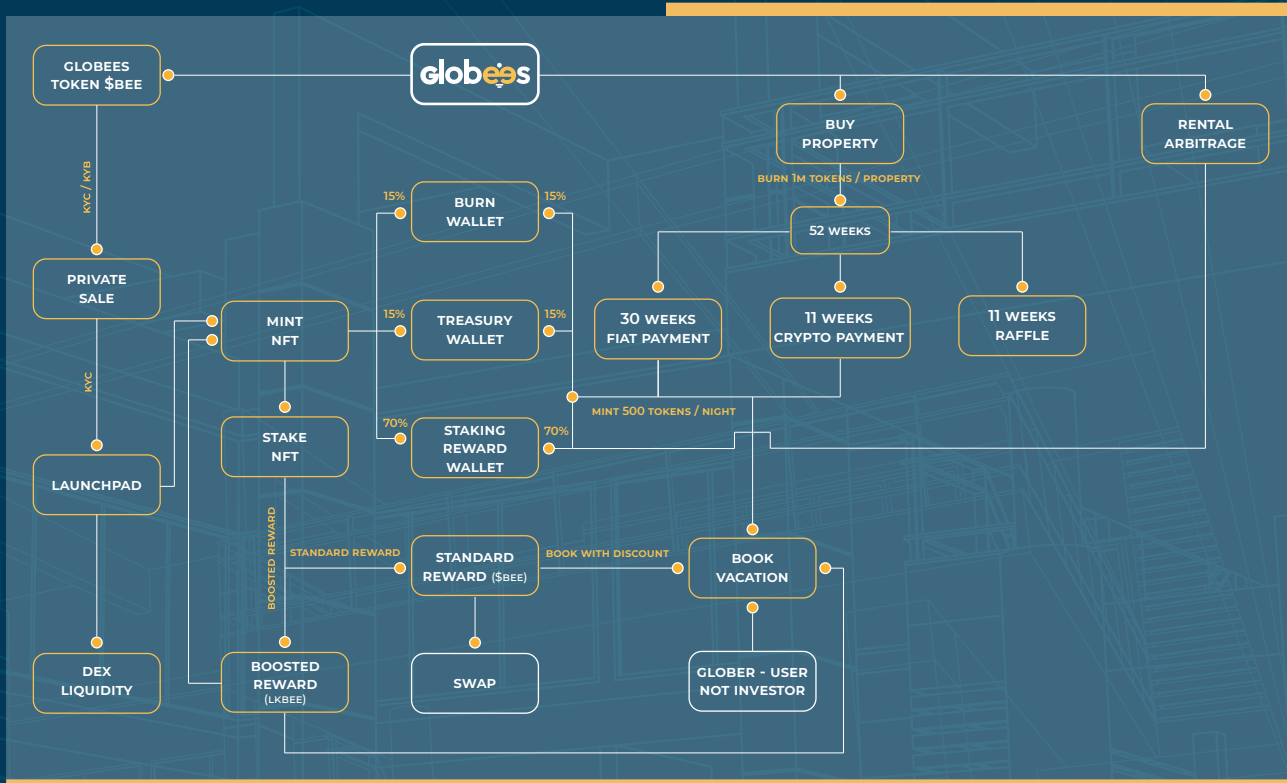 GLOBEES
TOKEN $BEE
globees
BUY
PROPERTY
RENTAL
ARBITRAGE
BURN 1M TOKENS / PROPERTY
KYC / KYB
15%
BURN
WALLET
15%
52 WEEKS
PRIVATE
SALE
MINT
NFT
15%
TREASURY
WALLET
15%
30 WEEKS
FIAT PAYMENT
11 WEEKS
CRYPTO PAYMENT
11 WEEKS
RAFFLE
KYC
MINT 500 TOKENS / NIGHT
STAKE
NFT
70%
STAKING
REWARD
WALLET
70%
LAUNCHPAD
BOOSTED REWARD
STANDARD REWARD
STANDARD
REWARD ($BEE)
BOOK WITH DISCOUNT
BOOK
VACATION
DEX
LIQUIDITY
BOOSTED
REWARD
(LKBEE)
SWAP
GLOBER - USER
NOT INVESTOR